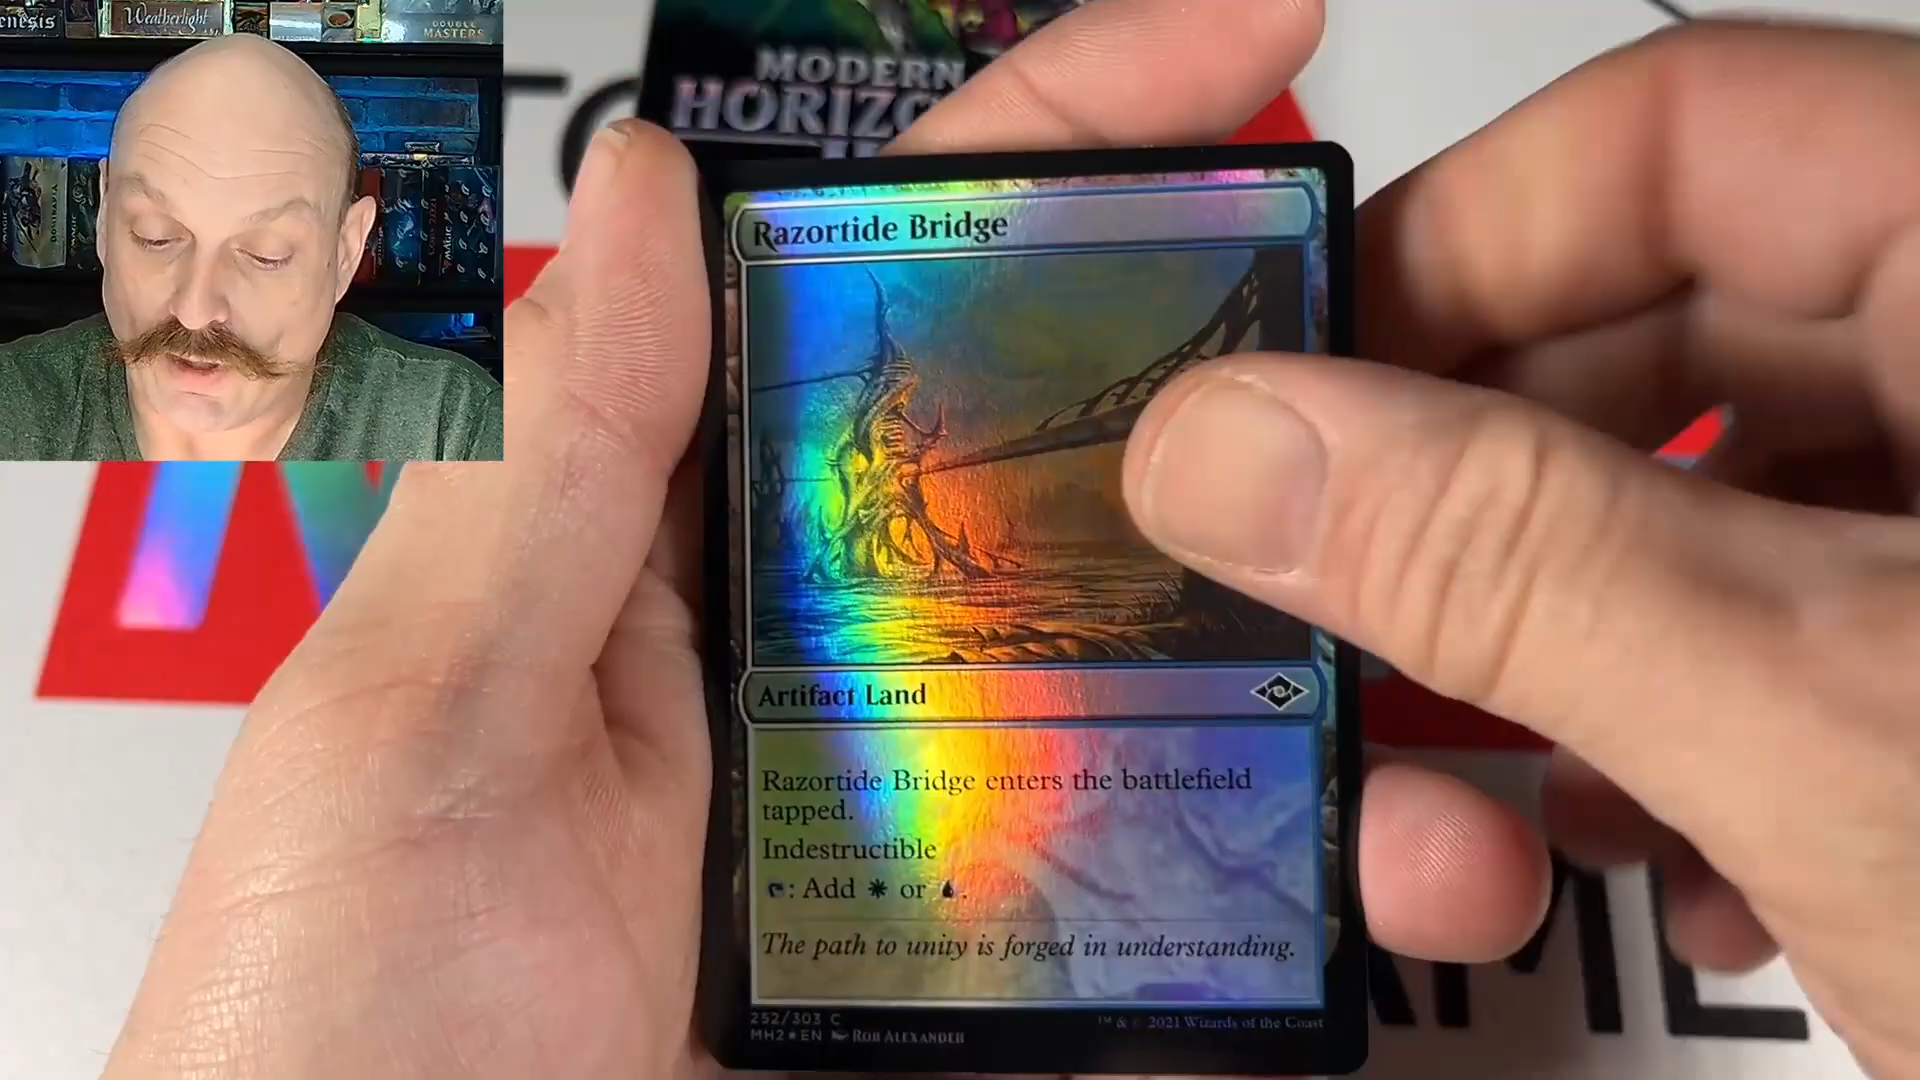 enesis
Weatherlight
DOUBLE
MASTERS
MODERN
HORIZO
Razortide Bridge
Artifact Land
Razortide Bridge enters the battlefield
tapped.
Indestructible
: Add or .
The path to unity is forged in understanding.
252/303 C
MH2★EN ROB ALEXANDER
™ & © 2021 Wizards of the Coast
GAME